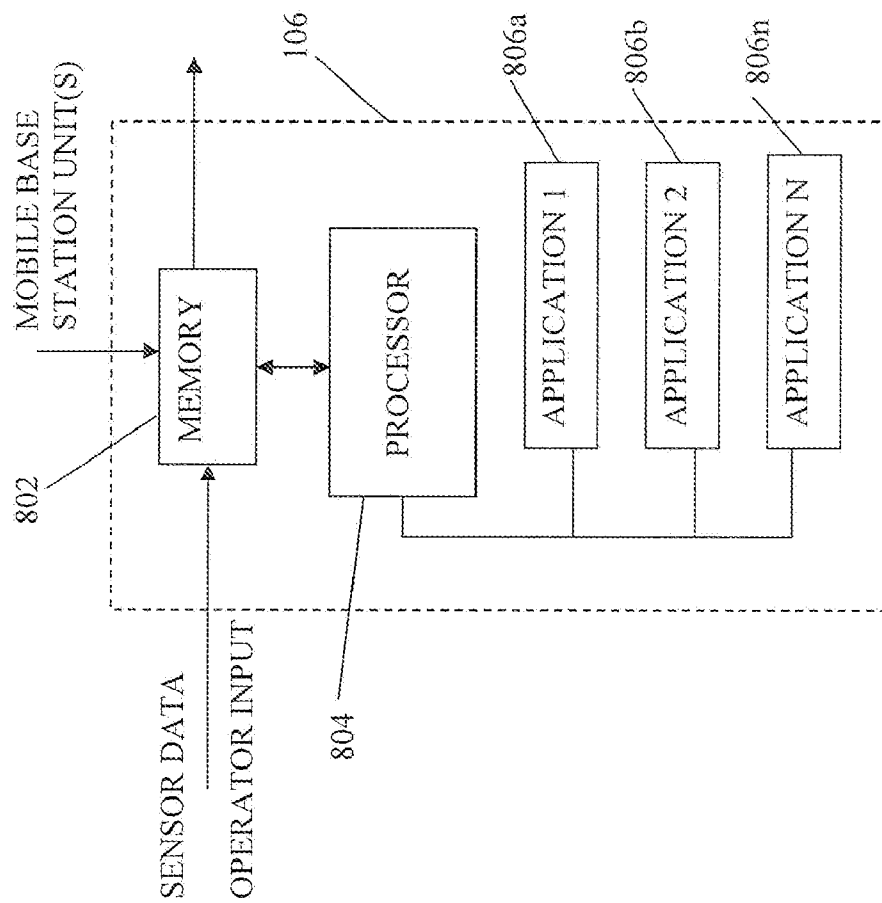 MOBILE BASE
STATION UNIT(S)
106
806a
806b
806n
MEMORY
PROCESSOR
APPLICATION 1
APPLICATION 2
APPLICATION N
802
804
SENSOR DATA
OPERATOR INPUT